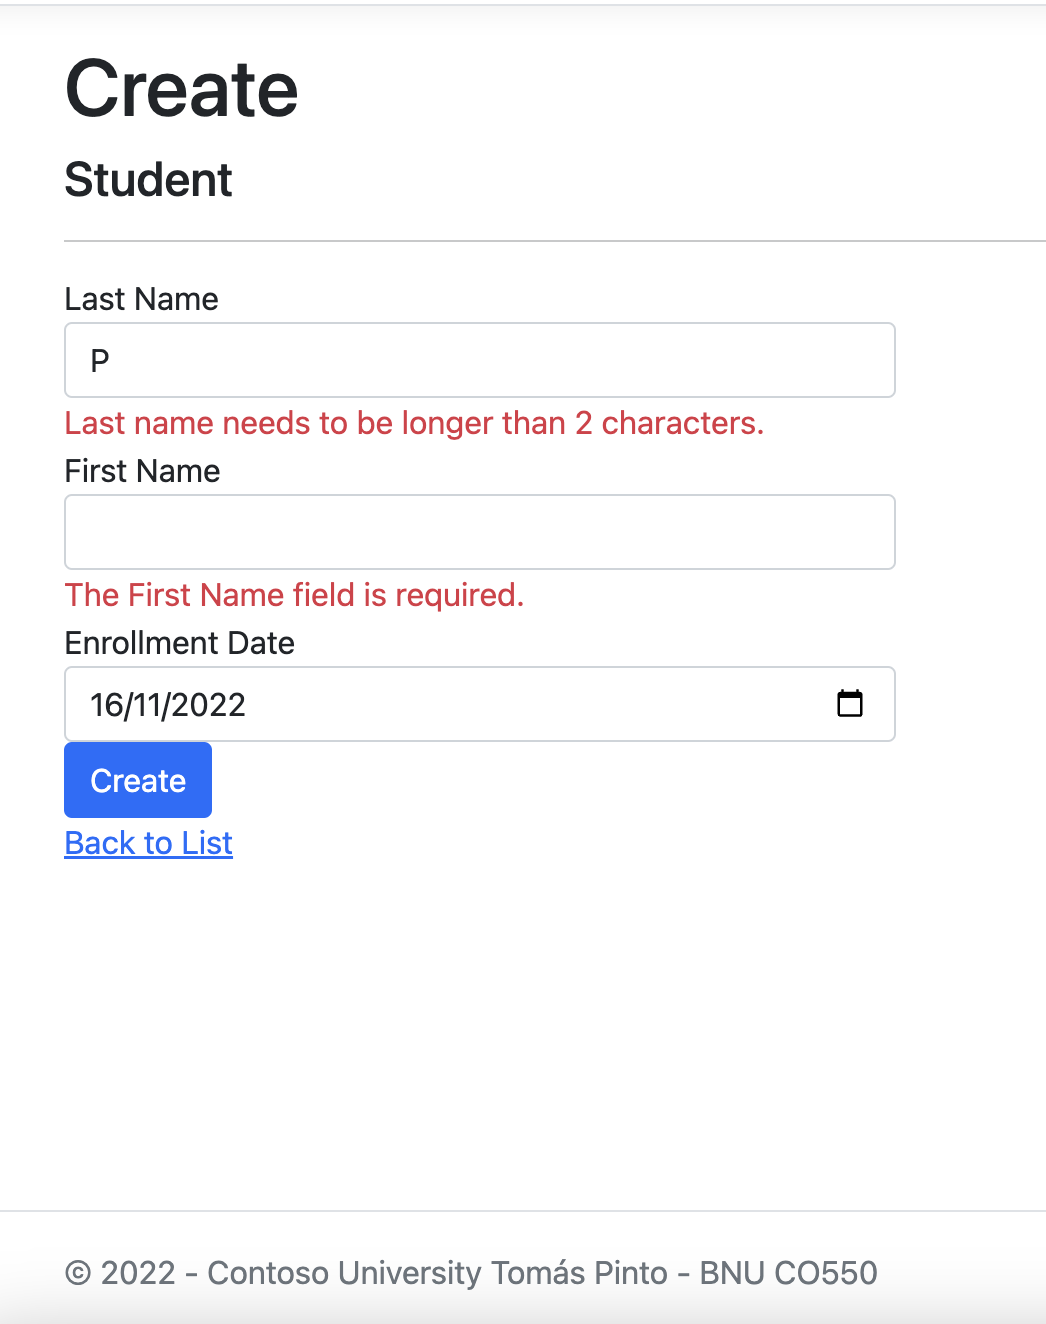 Create
Student
Last Name
P
Last name needs to be longer than 2 characters.
First Name
The First Name field is required.
Enrollment Date
16/11/2022
Create
Back to List
© 2022 - Contoso University Tomás Pinto - BNU CO550